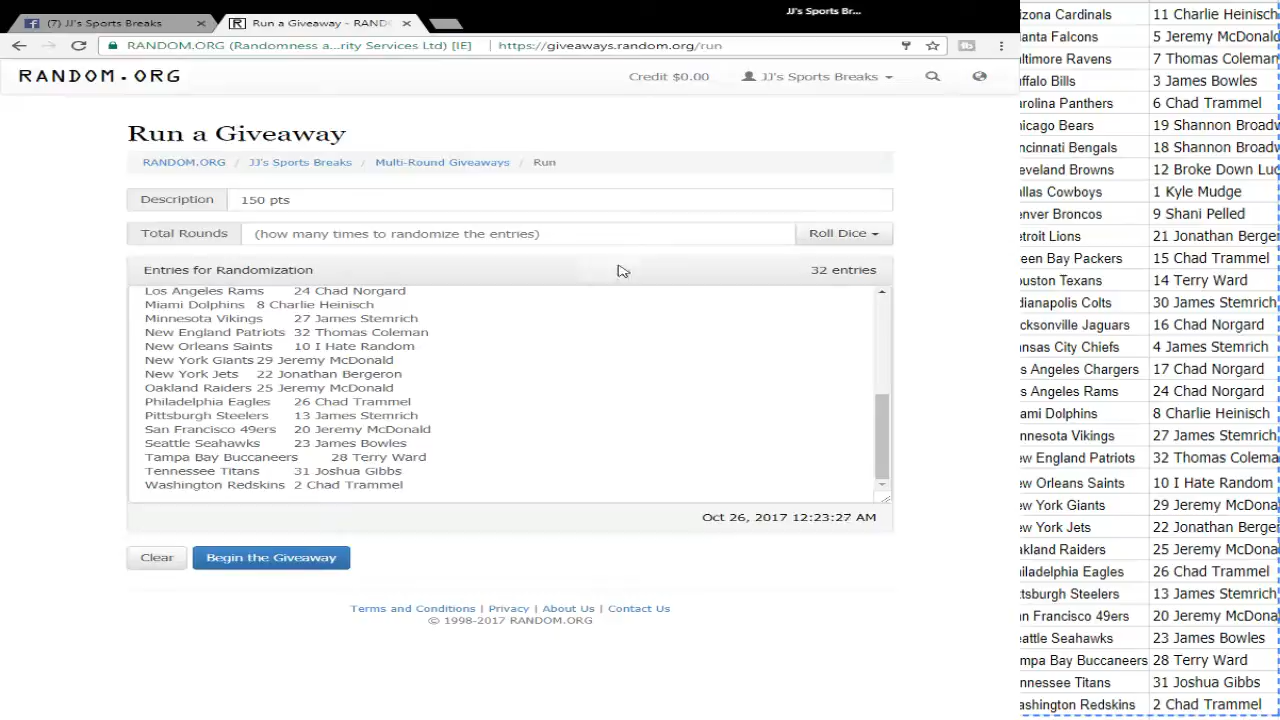 (7) JJ's Sports Breaks
Run a Giveaway ~ RAND
JJ's Sports Br...
RANDOM.ORG (Randomness a...rity Services Ltd) [IE]
https://giveaways.random.org/run
RANDOM.ORG
Credit $0.00
JJ's Sports Breaks
Run a Giveaway
RANDOM.ORG / JJ's Sports Breaks / Multi-Round Giveaways / Run
Description 150 pts
Total Rounds (how many times to randomize the entries) Roll Dice
Entries for Randomization 32 entries
Los Angeles Rams 24 Chad Norgard
Miami Dolphins 8 Charlie Heinisch
Minnesota Vikings 27 James Stemrich
New England Patriots 32 Thomas Coleman
New Orleans Saints 10 I Hate Random
New York Giants 29 Jeremy McDonald
New York Jets 22 Jonathan Bergeron
Oakland Raiders 25 Jeremy McDonald
Philadelphia Eagles 26 Chad Trammel
Pittsburgh Steelers 13 James Stemrich
San Francisco 49ers 20 Jeremy McDonald
Seattle Seahawks 23 James Bowles
Tampa Bay Buccaneers 28 Terry Ward
Tennessee Titans 31 Joshua Gibbs
Washington Redskins 2 Chad Trammel
Oct 26, 2017 12:23:27 AM
Clear Begin the Giveaway
Terms and Conditions | Privacy | About Us | Contact Us
© 1998-2017 RANDOM.ORG
izona Cardinals 11 Charlie Heinisch
lanta Falcons 5 Jeremy McDonald
ltimore Ravens 7 Thomas Coleman
ffalo Bills 3 James Bowles
rolina Panthers 6 Chad Trammel
icago Bears 19 Shannon Broadw
ncinnati Bengals 18 Shannon Broadw
eveland Browns 12 Broke Down Luc
llas Cowboys 1 Kyle Mudge
enver Broncos 9 Shani Pelled
etroit Lions 21 Jonathan Berger
reen Bay Packers 15 Chad Trammel
ouston Texans 14 Terry Ward
dianapolis Colts 30 James Stemrich
cksonville Jaguars 16 Chad Norgard
ansas City Chiefs 4 James Stemrich
s Angeles Chargers 17 Chad Norgard
s Angeles Rams 24 Chad Norgard
ami Dolphins 8 Charlie Heinisch
nnesota Vikings 27 James Stemrich
ew England Patriots 32 Thomas Colema
ew Orleans Saints 10 I Hate Random
ew York Giants 29 Jeremy McDona
ew York Jets 22 Jonathan Berger
akland Raiders 25 Jeremy McDona
iladelphia Eagles 26 Chad Trammel
ttsburgh Steelers 13 James Stemrich
n Francisco 49ers 20 Jeremy McDona
attle Seahawks 23 James Bowles
mpa Bay Buccaneers 28 Terry Ward
nnessee Titans 31 Joshua Gibbs
ashington Redskins 2 Chad Trammel